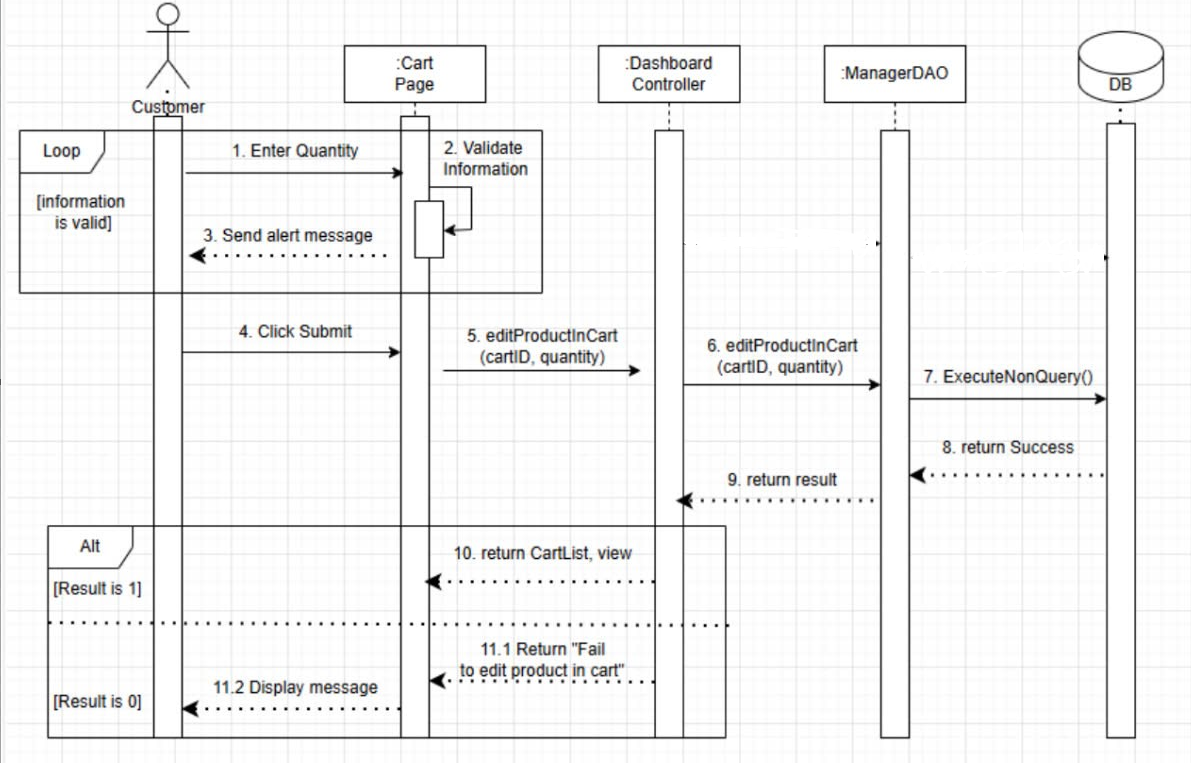 :Cart
Page
:Dashboard
Controller
:ManagerDAO
DB
Customer
Loop
1. Enter Quantity
2. Validate
Information
[information
is valid]
3. Send alert message
4. Click Submit
5. editProductInCart
(cartID, quantity)
6. editProductInCart
(cartID, quantity)
7. ExecuteNonQuery()
8. return Success
9. return result
Alt
10. return CartList, view
[Result is 1]
11.1 Return "Fail
to edit product in cart"
11.2 Display message
[Result is 0]